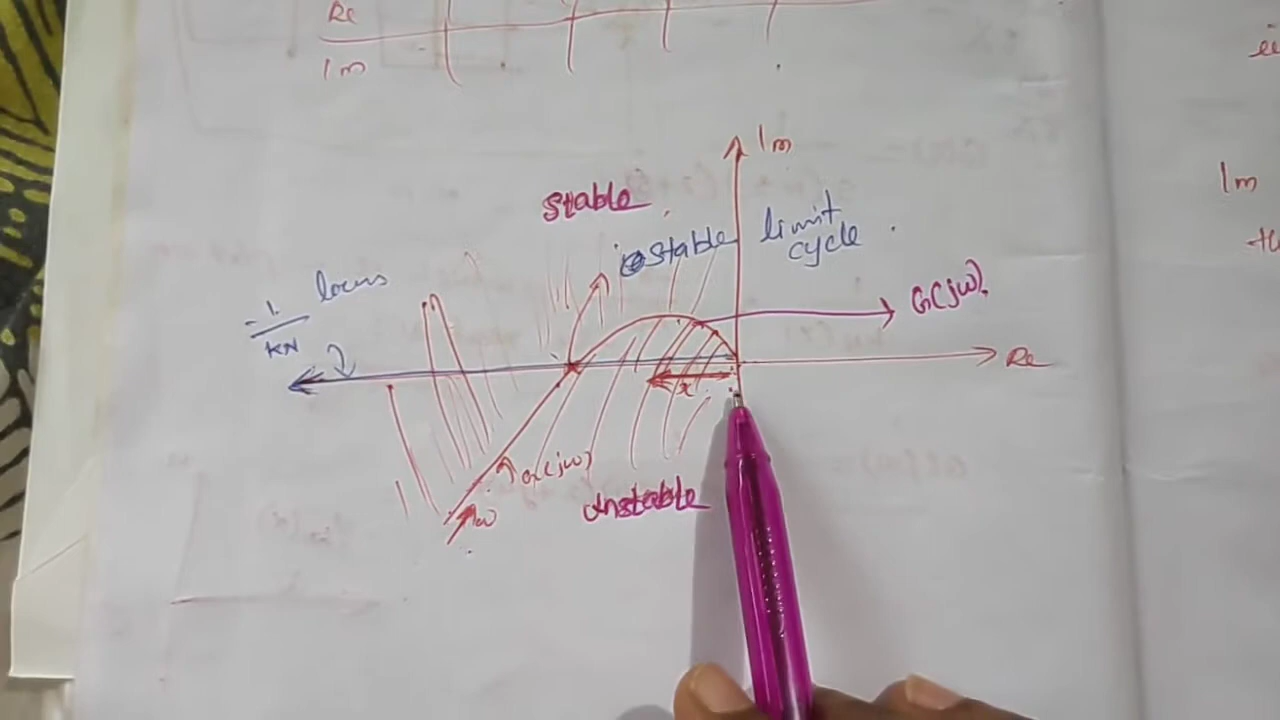 Re
Im
Im
Stable
stable limit cycle
-1/KN locus
G(jω)
Re
x
G(jω)
ω
Unstable
Im